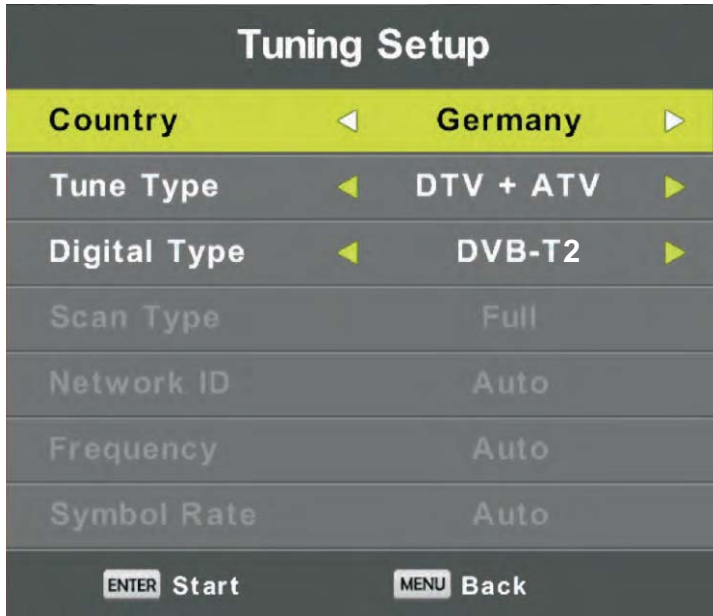 Tuning Setup
Country Germany
Tune Type DTV + ATV
Digital Type DVB-T2
Scan Type Full
Network ID Auto
Frequency Auto
Symbol Rate Auto
ENTER Start MENU Back